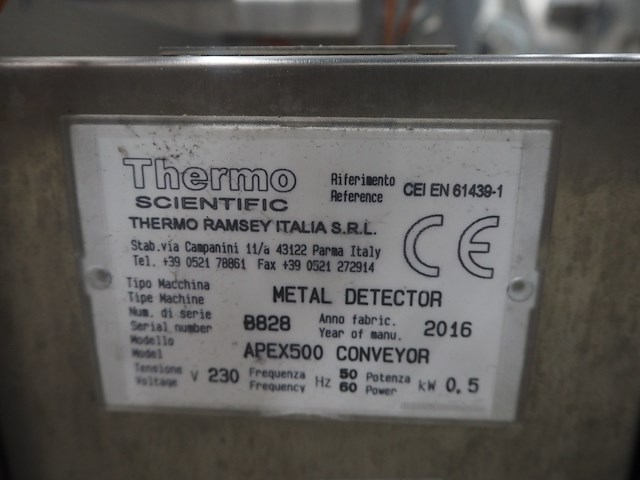 Thermo
SCIENTIFIC
Riferimento
Reference
CEI EN 61439-1
THERMO RAMSEY ITALIA S.R.L.
Stab.via Campanini 11/a 43122 Parma Italy
Tel. +39 0521 78861 Fax +39 0521 272914
CE
Tipo Macchina
Tipe Machine
METAL DETECTOR
Num. di serie
Serial number
8828
Anno fabric.
Year of manu.
2016
Modello
Model
APEX500 CONVEYOR
Tensione
Voltage
V 230
Frequenza
Frequency
Hz
50
60
Potenza
Power
kW 0,5